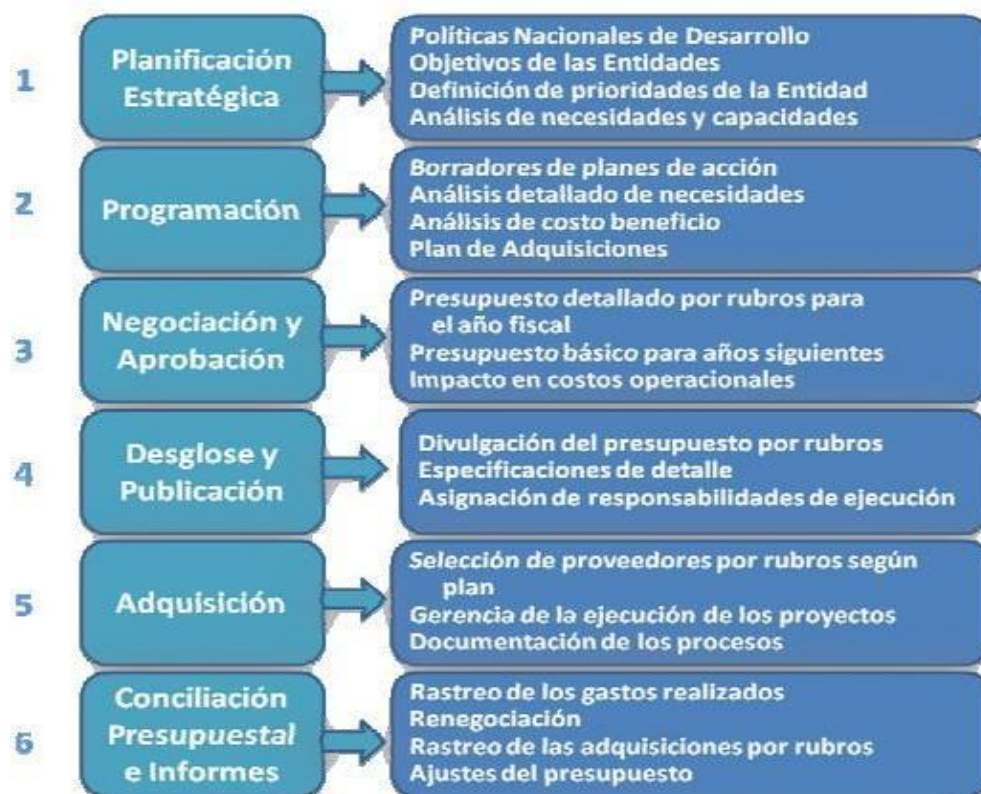 1
Planificación
Estratégica
Políticas Nacionales de Desarrollo
Objetivos de las Entidades
Definición de prioridades de la Entidad
Análisis de necesidades y capacidades
2
Programación
Borradores de planes de acción
Análisis detallado de necesidades
Análisis de costo beneficio
Plan de Adquisiciones
3
Negociación y
Aprobación
Presupuesto detallado por rubros para
el año fiscal
Presupuesto básico para años siguientes
Impacto en costos operacionales
4
Desglose y
Publicación
Divulgación del presupuesto por rubros
Especificaciones de detalle
Asignación de responsabilidades de ejecución
5
Adquisición
Selección de proveedores por rubros según
plan
Gerencia de la ejecución de los proyectos
Documentación de los procesos
6
Conciliación
Presupuestal
e Informes
Rastreo de los gastos realizados
Renegociación
Rastreo de las adquisiciones por rubros
Ajustes del presupuesto